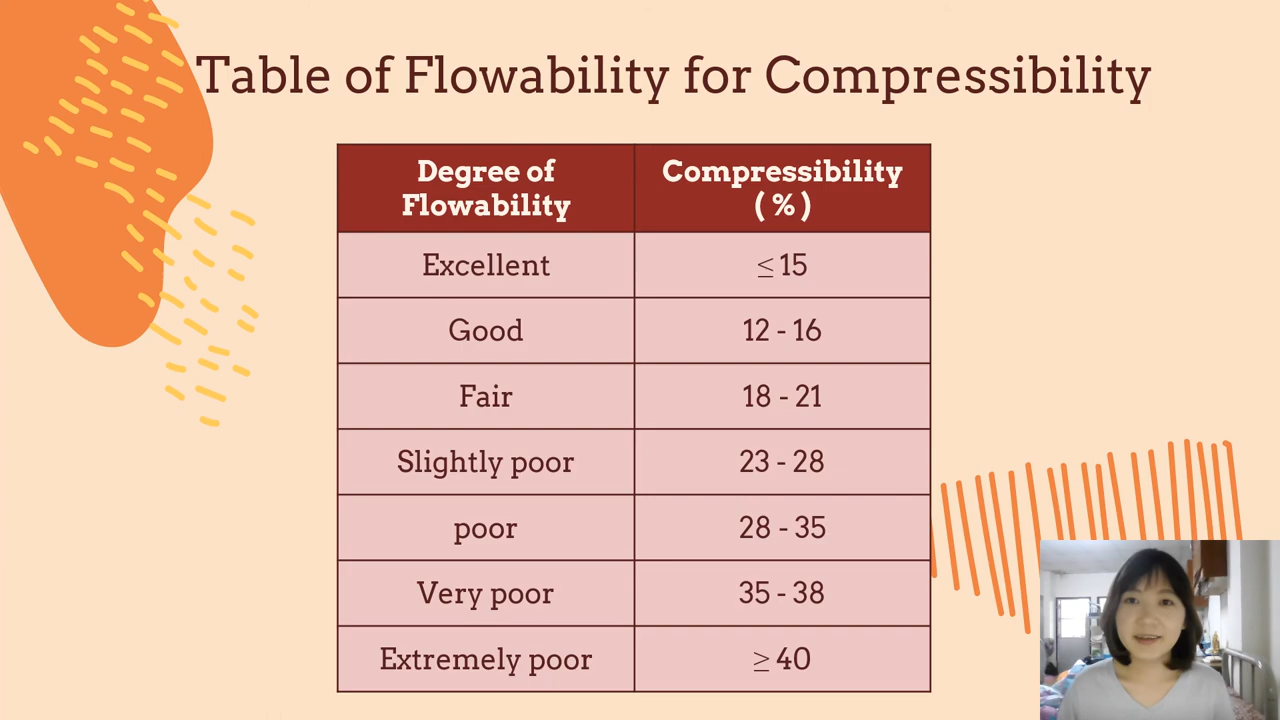 Table of Flowability for Compressibility
Degree of Flowability
Compressibility (%)
Excellent
≤ 15
Good
12 - 16
Fair
18 - 21
Slightly poor
23 - 28
poor
28 - 35
Very poor
35 - 38
Extremely poor
≥ 40